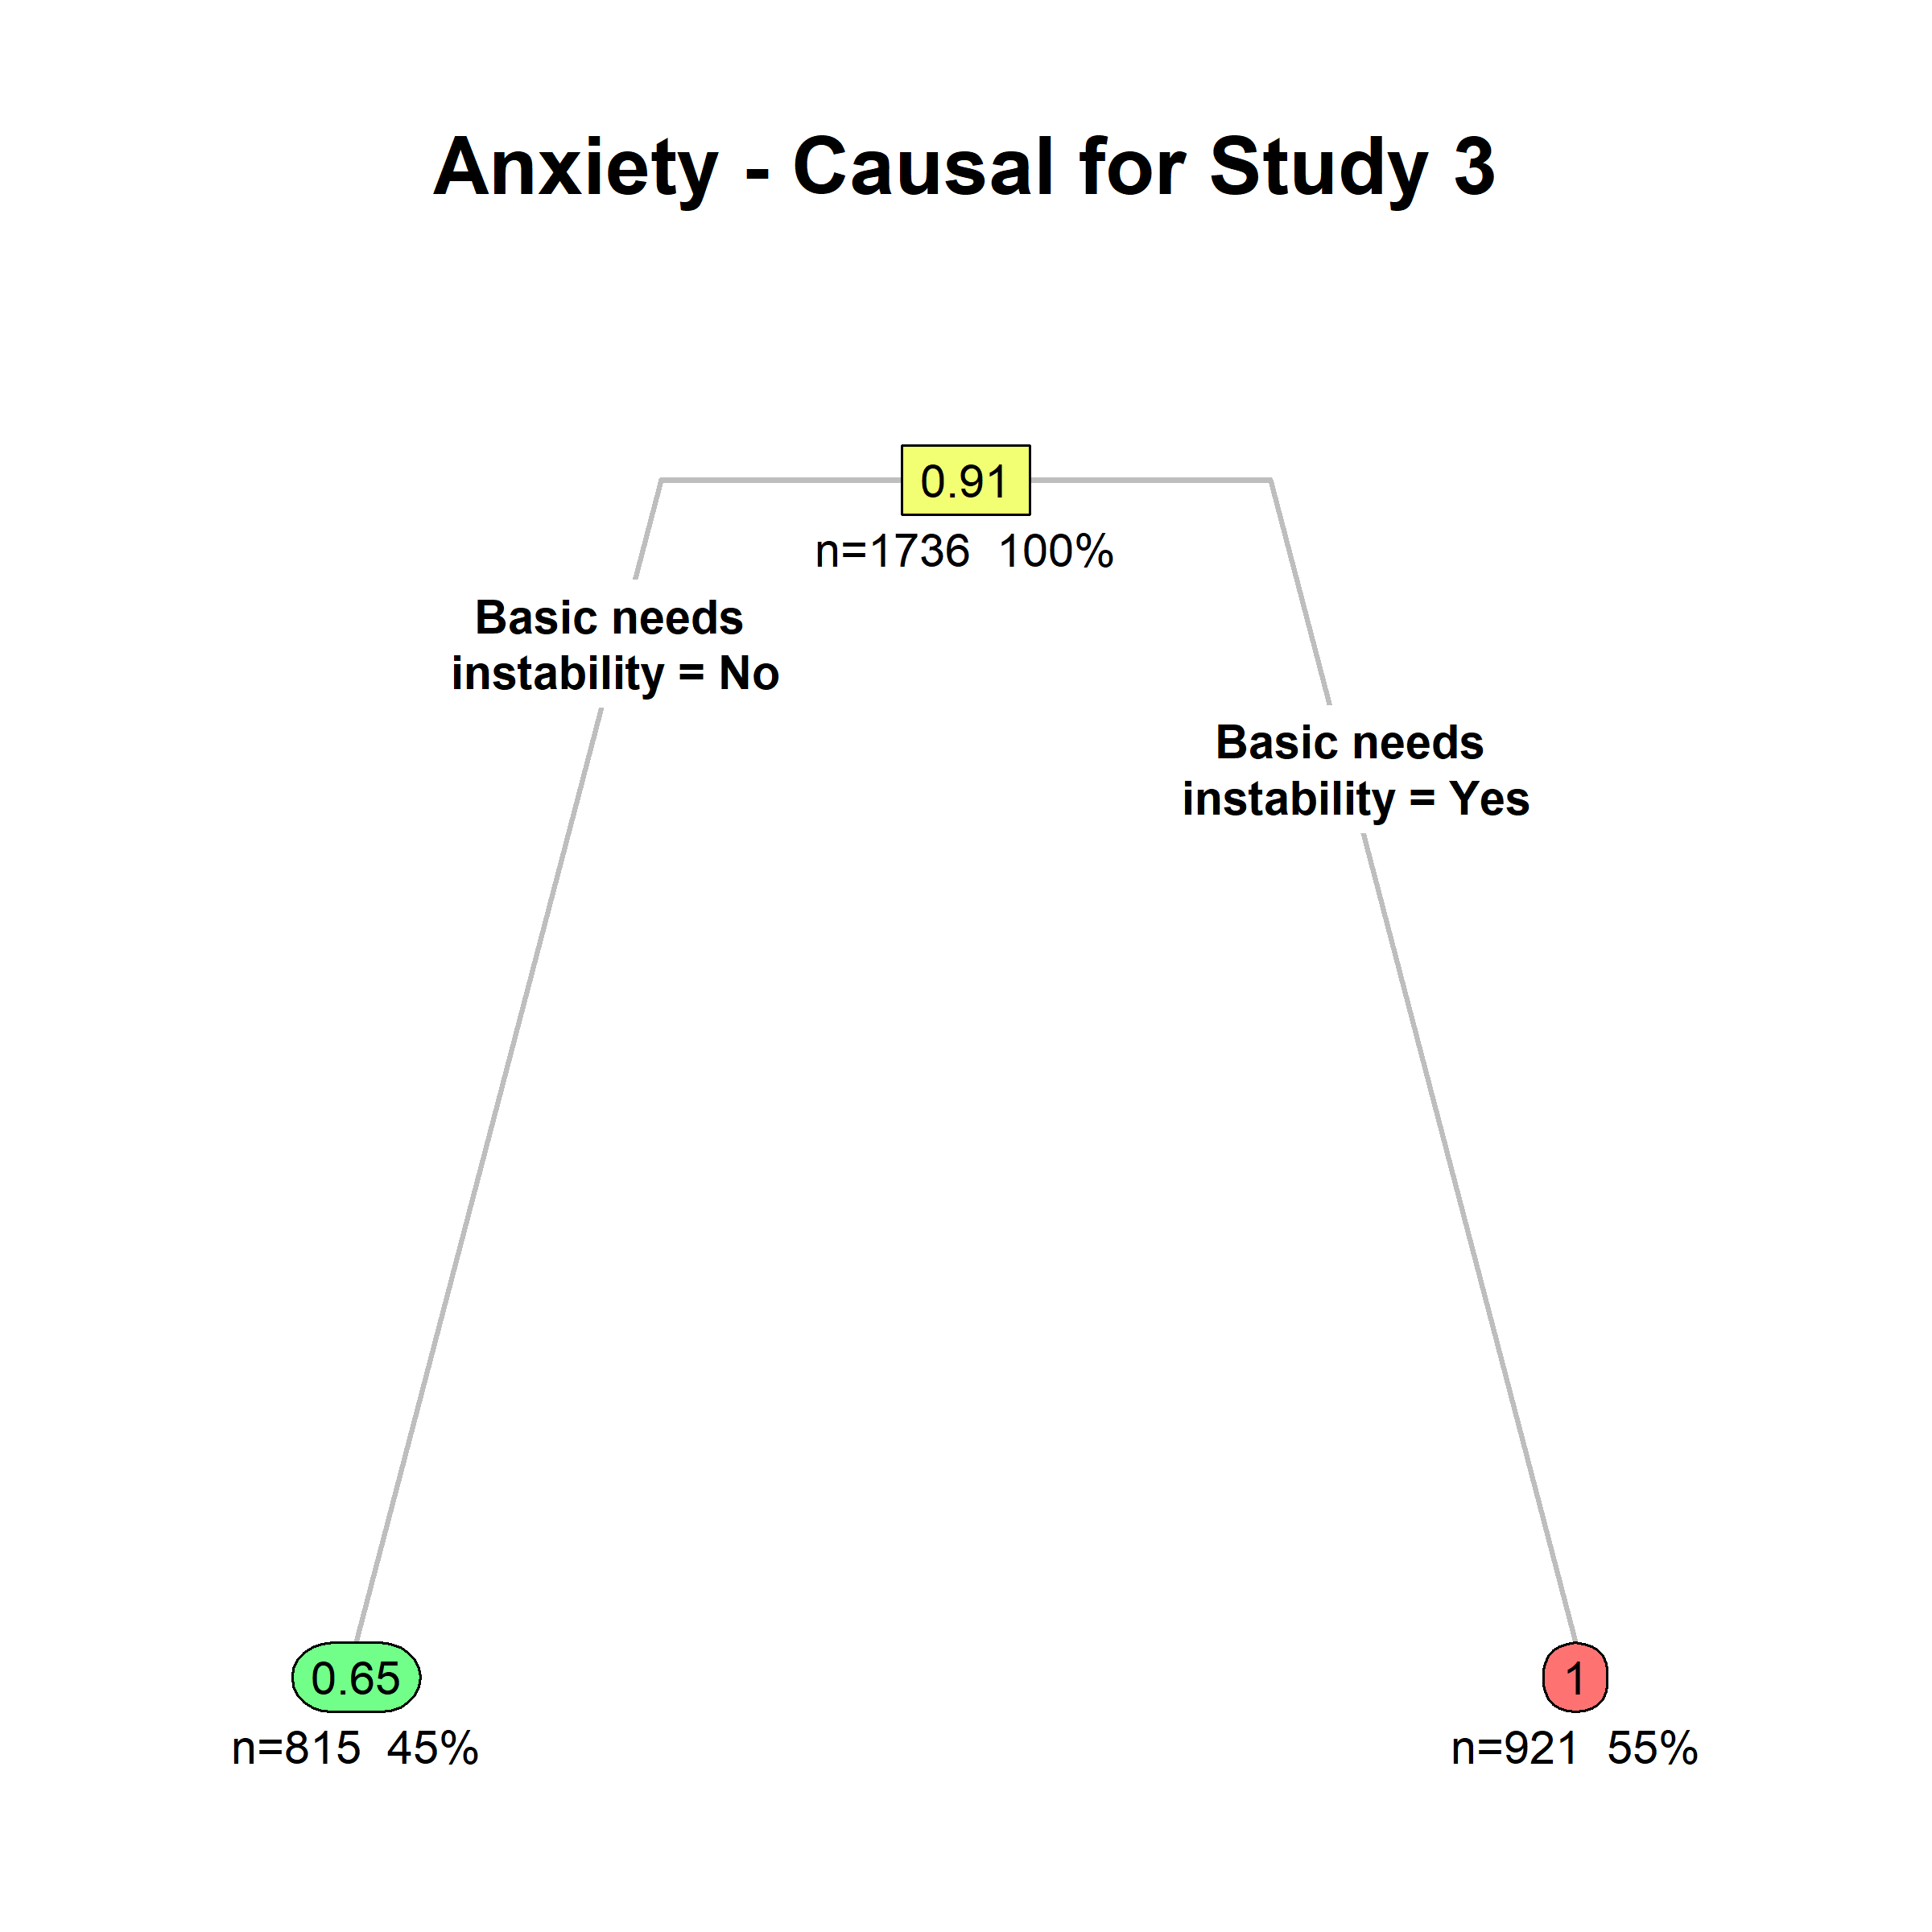 Anxiety - Causal for Study 3
0.91
n=1736 100%
Basic needs
instability = No
Basic needs
instability = Yes
0.65
n=815 45%
1
n=921 55%